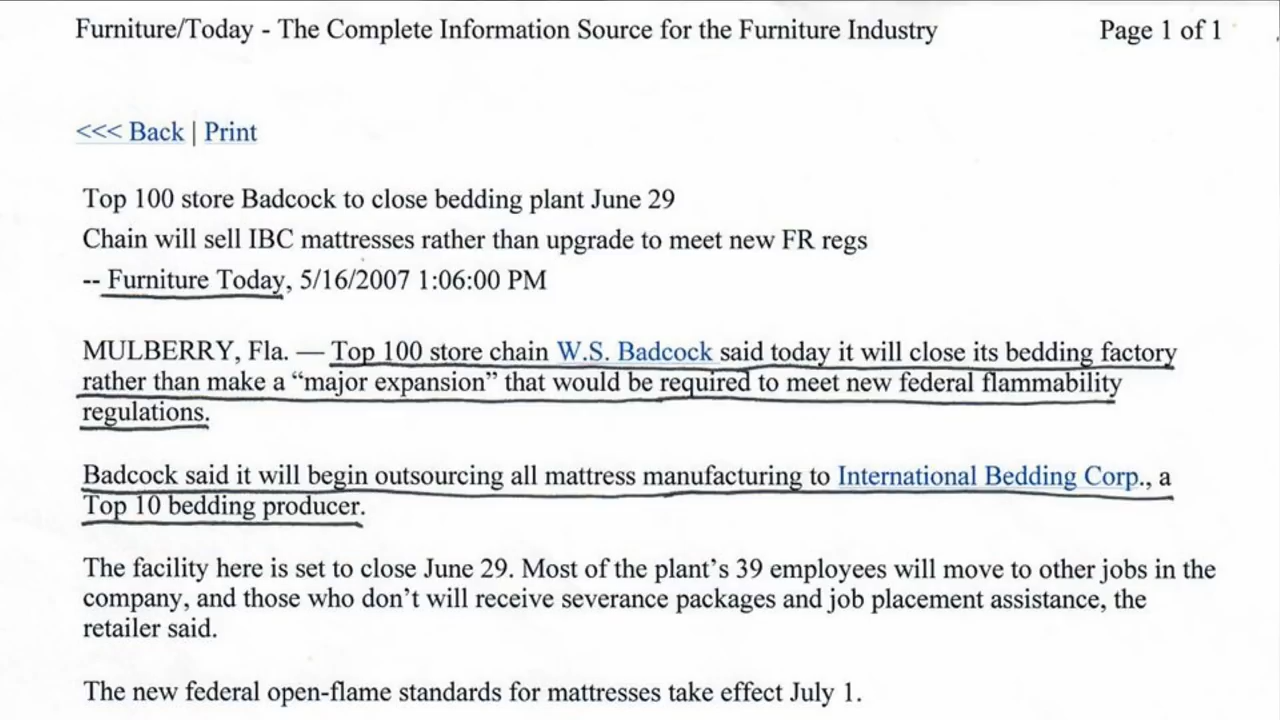 Furniture/Today - The Complete Information Source for the Furniture Industry Page 1 of 1
<<< Back | Print
Top 100 store Badcock to close bedding plant June 29
Chain will sell IBC mattresses rather than upgrade to meet new FR regs
-- Furniture Today, 5/16/2007 1:06:00 PM
MULBERRY, Fla. — Top 100 store chain W.S. Badcock said today it will close its bedding factory
rather than make a “major expansion” that would be required to meet new federal flammability
regulations.
Badcock said it will begin outsourcing all mattress manufacturing to International Bedding Corp., a
Top 10 bedding producer.
The facility here is set to close June 29. Most of the plant’s 39 employees will move to other jobs in the
company, and those who don’t will receive severance packages and job placement assistance, the
retailer said.
The new federal open-flame standards for mattresses take effect July 1.